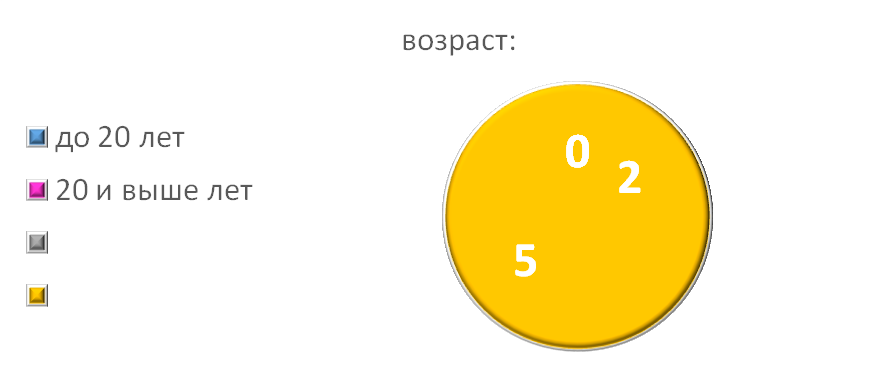 возраст:
до 20 лет
20 и выше лет
0
2
5